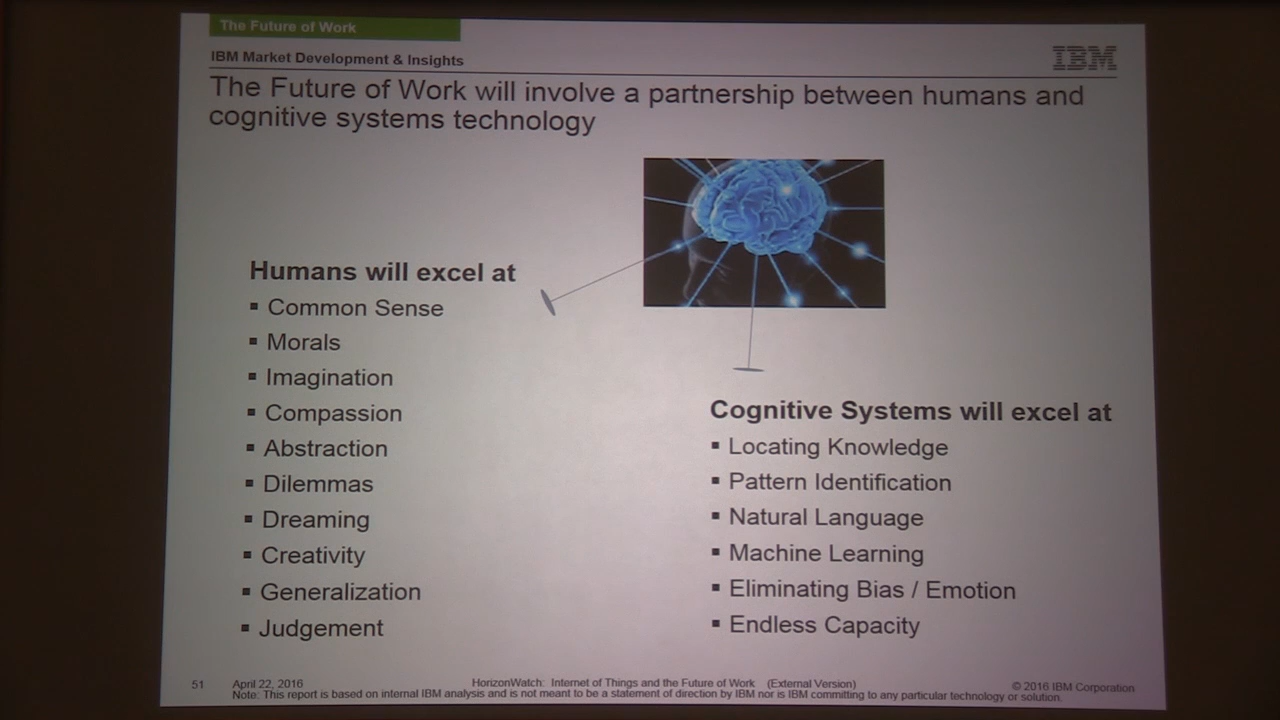 The Future of Work
IBM Market Development & Insights
IBM
The Future of Work will involve a partnership between humans and
cognitive systems technology
Humans will excel at
▪ Common Sense
▪ Morals
▪ Imagination
▪ Compassion
▪ Abstraction
▪ Dilemmas
▪ Dreaming
▪ Creativity
▪ Generalization
▪ Judgement
Cognitive Systems will excel at
▪ Locating Knowledge
▪ Pattern Identification
▪ Natural Language
▪ Machine Learning
▪ Eliminating Bias / Emotion
▪ Endless Capacity
51 April 22, 2016 HorizonWatch: Internet of Things and the Future of Work (External Version) © 2016 IBM Corporation
Note: This report is based on internal IBM analysis and is not meant to be a statement of direction by IBM nor is IBM committing to any particular technology or solution.